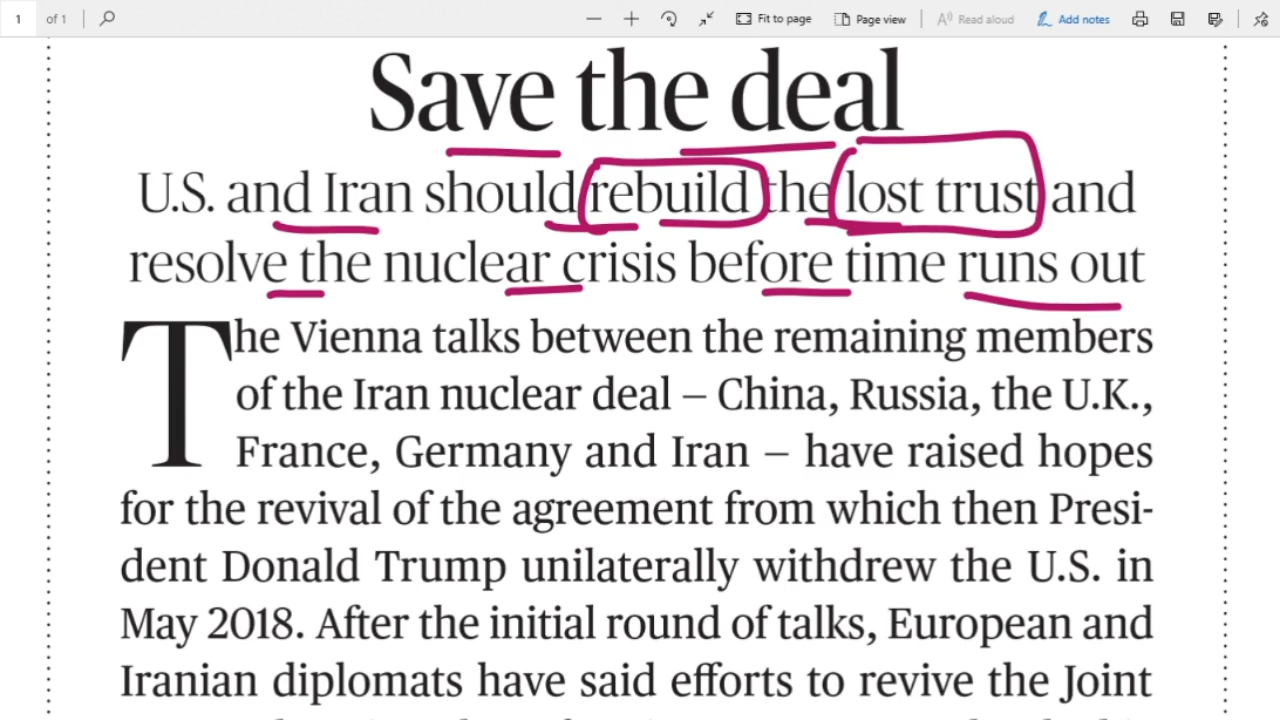 1 of 1 Fit to page Page view Read aloud Add notes
Save the deal
U.S. and Iran should rebuild the lost trust and
resolve the nuclear crisis before time runs out
The Vienna talks between the remaining members
of the Iran nuclear deal – China, Russia, the U.K.,
France, Germany and Iran – have raised hopes
for the revival of the agreement from which then Presi-
dent Donald Trump unilaterally withdrew the U.S. in
May 2018. After the initial round of talks, European and
Iranian diplomats have said efforts to revive the Joint